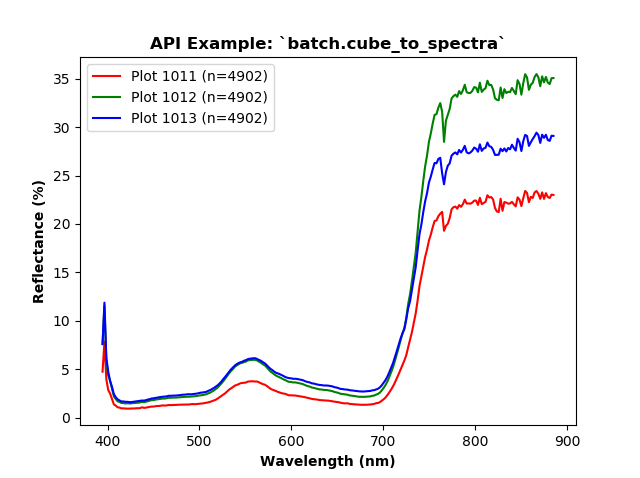 API Example: `batch.cube_to_spectra`
Plot 1011 (n=4902)
Plot 1012 (n=4902)
Plot 1013 (n=4902)
Reflectance (%)
35
30
25
20
15
10
5
0
400 500 600 700 800 900
Wavelength (nm)